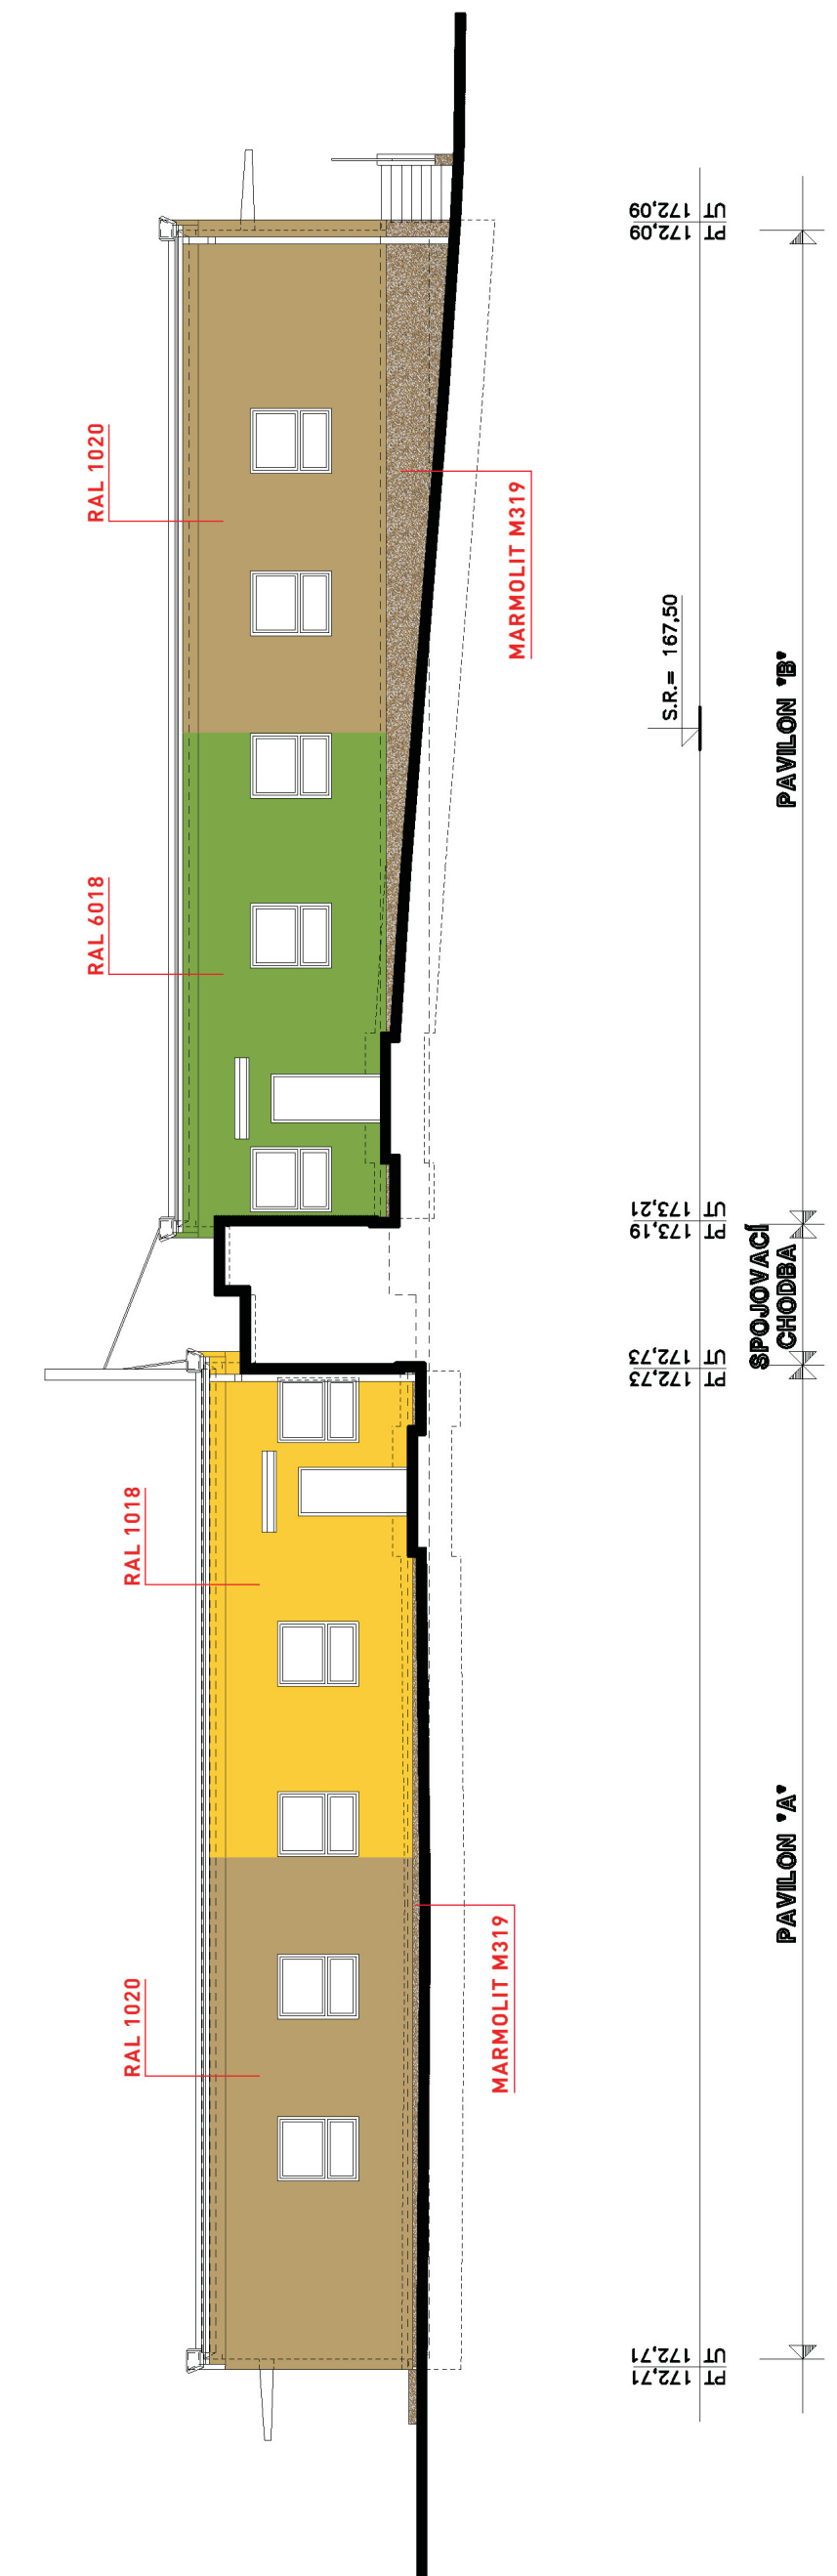 RAL 1020
RAL 1018
RAL 6018
RAL 1020
MARMOLIT M319
MARMOLIT M319
S.R.= 167,50
PT 172,71
UT 172,71
PT 172,73
UT 172,73
PT 173,19
UT 173,21
PT 172,09
UT 172,09
PAVILON "A"
SPOJOVACÍ
CHODBA
PAVILON "B"